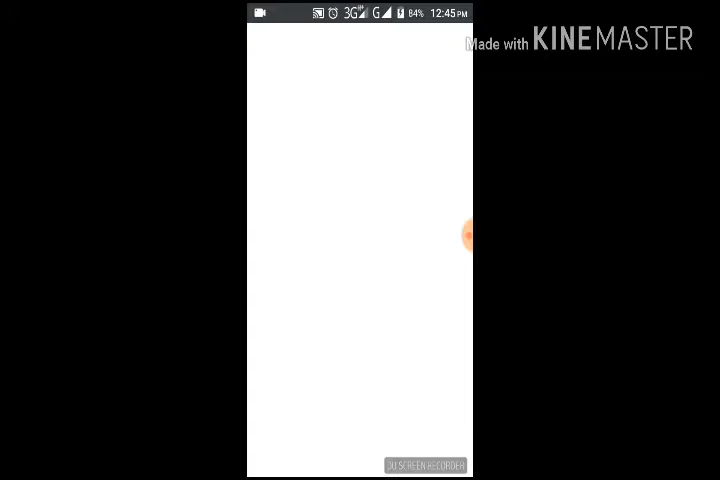 3G H+ G 84% 12:45 PM
Made with KINEMASTER
DU SCREEN RECORDER